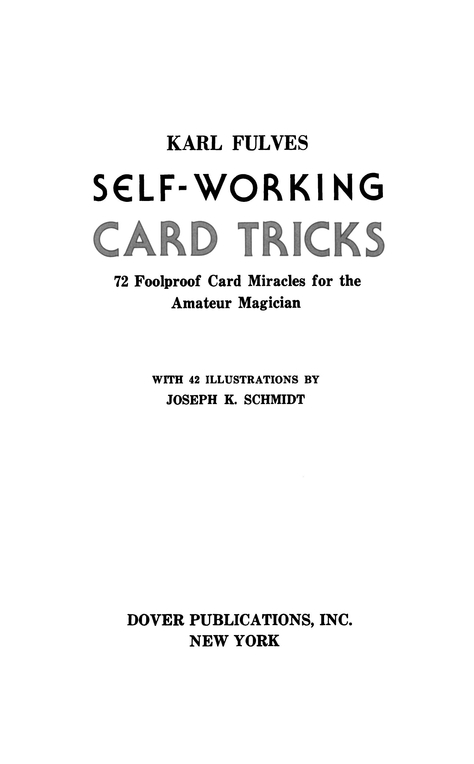 KARL FULVES
SELF-WORKING
CARD TRICKS
72 Foolproof Card Miracles for the
Amateur Magician
WITH 42 ILLUSTRATIONS BY
JOSEPH K. SCHMIDT
DOVER PUBLICATIONS, INC.
NEW YORK